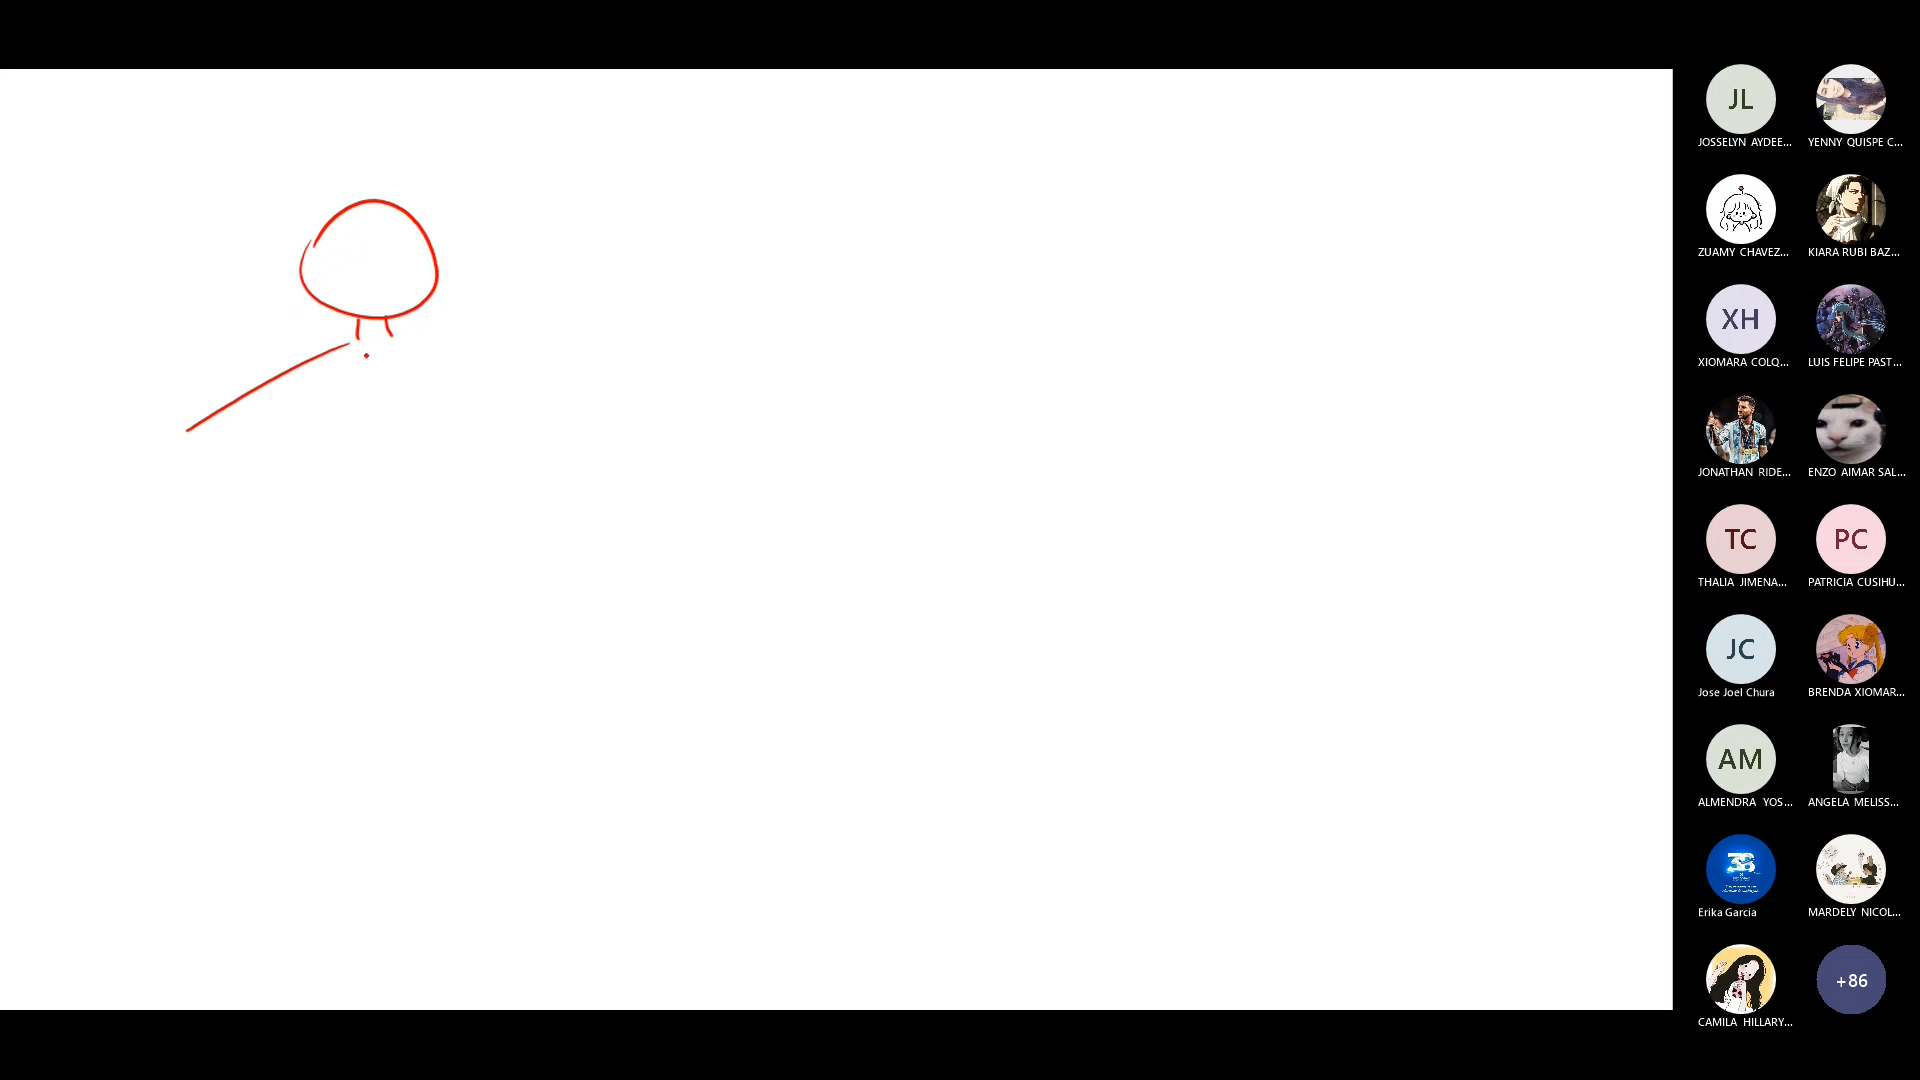 JL
JOSSELYN AYDEE...
YENNY QUISPE C...
ZUAMY CHAVEZ...
KIARA RUBI BAZ...
XH
XIOMARA COLQ...
LUIS FELIPE PAST...
JONATHAN RIDE...
ENZO AIMAR SAL...
TC
THALIA JIMENA...
PC
PATRICIA CUSIHU...
JC
Jose Joel Chura
BRENDA XIOMAR...
AM
ALMENDRA YOS...
ANGELA MELISS...
Erika Garcia
MARDELY NICOL...
CAMILA HILLARY...
+86